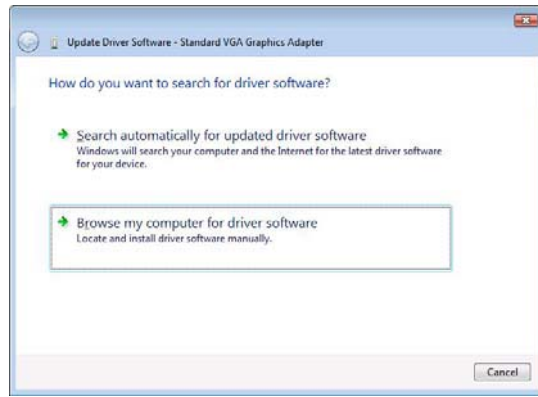 Update Driver Software - Standard VGA Graphics Adapter
How do you want to search for driver software?
Search automatically for updated driver software
Windows will search your computer and the Internet for the latest driver software
for your device.
Browse my computer for driver software
Locate and install driver software manually.
Cancel